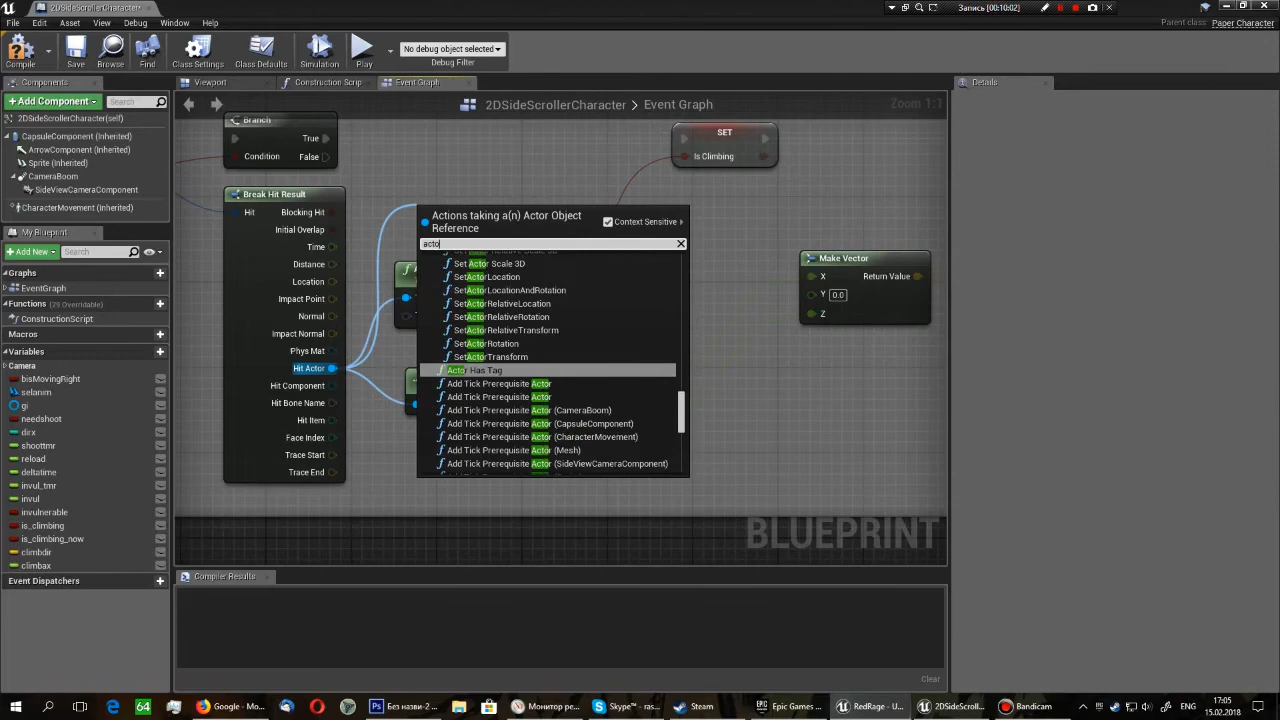 2DSideScrollerCharacter
Запись [00:10:02]
File Edit Asset View Debug Window Help
Parent class: Paper Character
Compile
Save
Browse
Find
Class Settings
Class Defaults
Simulation
Play
No debug object selected
Debug Filter
Components
Viewport
Construction Scrip
Event Graph
Details
+Add Component
Search
2DSideScrollerCharacter > Event Graph
Zoom 1:1
2DSideScrollerCharacter(self)
CapsuleComponent (Inherited)
ArrowComponent (Inherited)
Sprite (Inherited)
CameraBoom
SideViewCameraComponent
CharacterMovement (Inherited)
My Blueprint
+Add New
Search
Graphs
EventGraph
Functions (29 Overridable)
ConstructionScript
Macros
Variables
Camera
bisMovingRight
selanim
gi
needshoot
dirx
shoottmr
reload
deltatime
invul_tmr
invul
invulnerable
is_climbing
is_climbing_now
climbdir
climbax
Event Dispatchers
Branch
True
Condition
False
SET
Is Climbing
Break Hit Result
Hit
Blocking Hit
Initial Overlap
Time
Distance
Location
Impact Point
Normal
Impact Normal
Phys Mat
Hit Actor
Hit Component
Hit Bone Name
Hit Item
Face Index
Trace Start
Trace End
Actions taking a(n) Actor Object Reference
Context Sensitive
acto
Set Actor Scale 3D
SetActorLocation
SetActorLocationAndRotation
SetActorRelativeLocation
SetActorRelativeRotation
SetActorRelativeTransform
SetActorRotation
SetActorTransform
Actor Has Tag
Add Tick Prerequisite Actor
Add Tick Prerequisite Actor
Add Tick Prerequisite Actor (CameraBoom)
Add Tick Prerequisite Actor (CapsuleComponent)
Add Tick Prerequisite Actor (CharacterMovement)
Add Tick Prerequisite Actor (Mesh)
Add Tick Prerequisite Actor (SideViewCameraComponent)
Make Vector
X
Return Value
Y 0.0
Z
BLUEPRINT
Compiler Results
Clear
64
Google - Mo...
Ps
Без назви-2 ...
Монитор ре...
Skype™ - ras...
Steam
Epic Games ...
RedRage - U...
2DSideScroll...
Bandicam
17:05
15.02.2018